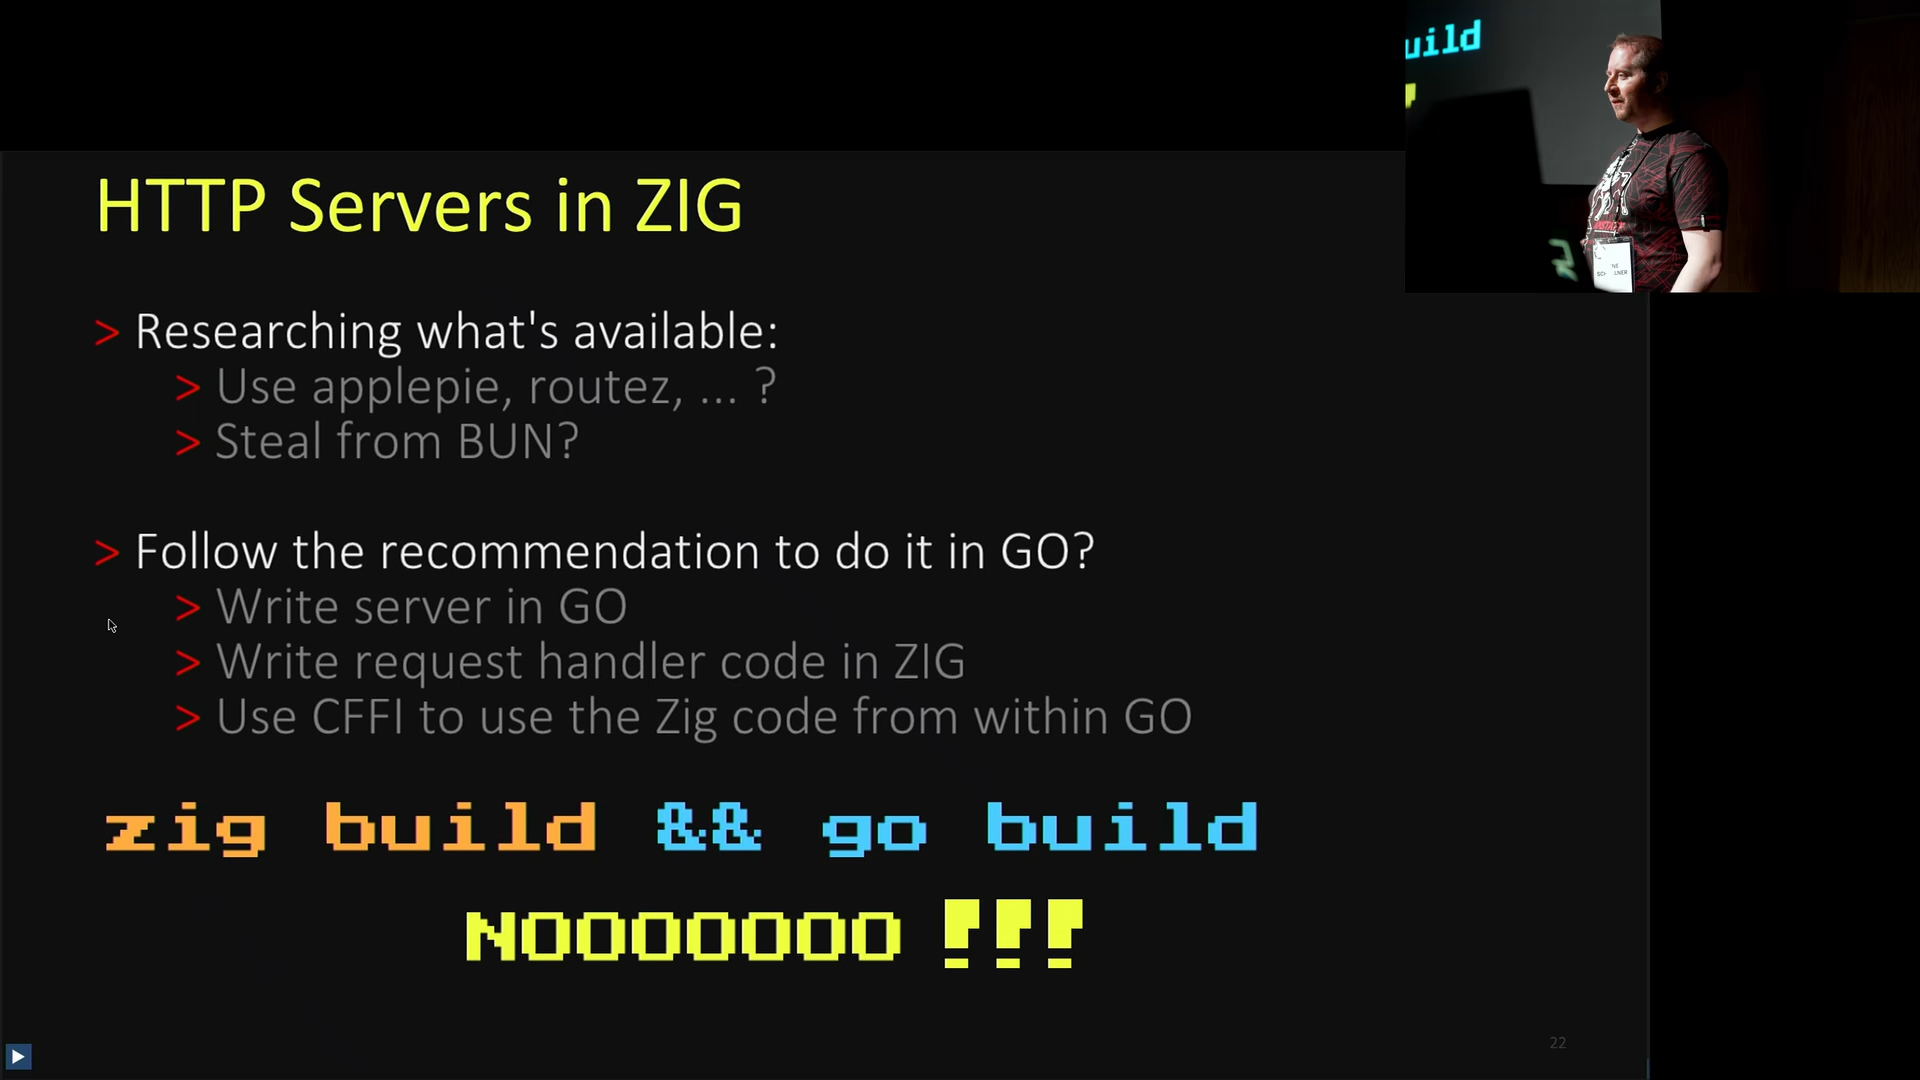 uild
HTTP Servers in ZIG
> Researching what's available:
> Use applepie, routez, ... ?
> Steal from BUN?
> Follow the recommendation to do it in GO?
> Write server in GO
> Write request handler code in ZIG
> Use CFFI to use the Zig code from within GO
zig build && go build
NOOOOOOO !!!
22